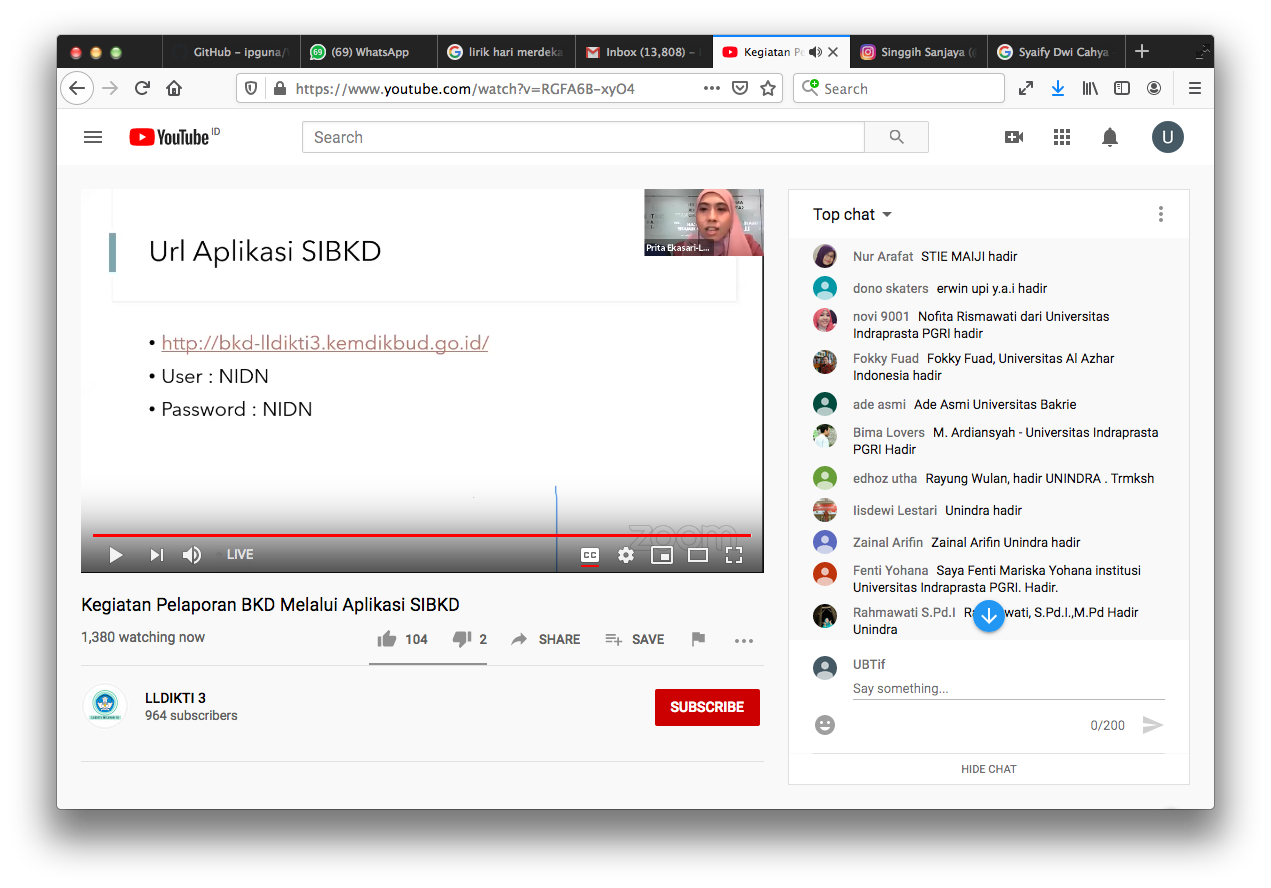 GitHub – ipguna/
69
(69) WhatsApp
lirik hari merdeka
Inbox (13,808) –
Kegiatan P
Singgih Sanjaya (
Syaify Dwi Cahya
https://www.youtube.com/watch?v=RGFA6B-xyO4
Search
YouTube ID
Search
U
Url Aplikasi SIBKD
Prita Ekasari-L...
• http://bkd-lldikti3.kemdikbud.go.id/
• User : NIDN
• Password : NIDN
zoom
LIVE
CC
Kegiatan Pelaporan BKD Melalui Aplikasi SIBKD
1,380 watching now
104
2
SHARE
SAVE
LLDIKTI 3
964 subscribers
SUBSCRIBE
Top chat
Nur Arafat STIE MAIJI hadir
dono skaters erwin upi y.a.i hadir
novi 9001 Nofita Rismawati dari Universitas
Indraprasta PGRI hadir
Fokky Fuad Fokky Fuad, Universitas Al Azhar
Indonesia hadir
ade asmi Ade Asmi Universitas Bakrie
Bima Lovers M. Ardiansyah - Universitas Indraprasta
PGRI Hadir
edhoz utha Rayung Wulan, hadir UNINDRA . Trmksh
Iisdewi Lestari Unindra hadir
Zainal Arifin Zainal Arifin Unindra hadir
Fenti Yohana Saya Fenti Mariska Yohana institusi
Universitas Indraprasta PGRI. Hadir.
Rahmawati S.Pd.I wati, S.Pd.I.,M.Pd Hadir
Unindra
UBTif
Say something...
0/200
HIDE CHAT